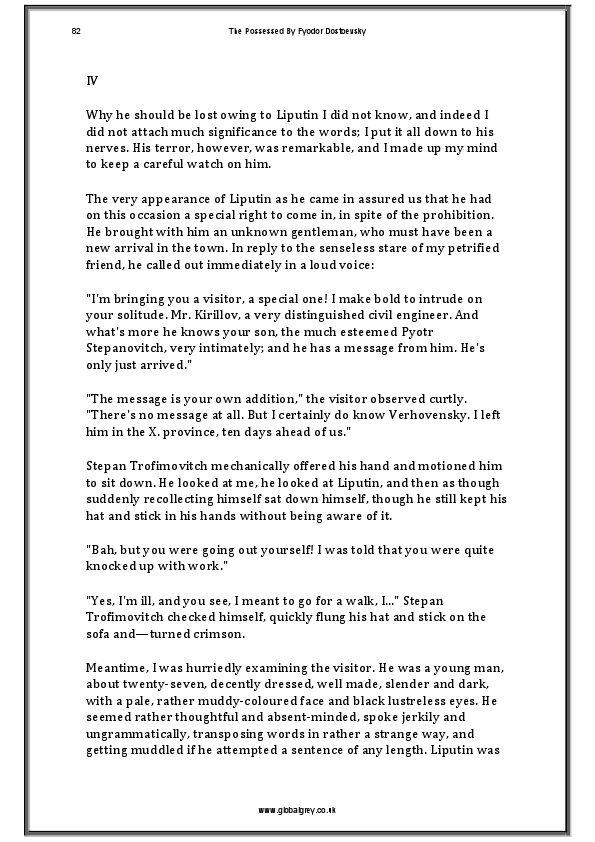 82 The Possessed By Fyodor Dostoevsky
IV
Why he should be lost owing to Liputin I did not know, and indeed I
did not attach much significance to the words; I put it all down to his
nerves. His terror, however, was remarkable, and I made up my mind
to keep a careful watch on him.
The very appearance of Liputin as he came in assured us that he had
on this occasion a special right to come in, in spite of the prohibition.
He brought with him an unknown gentleman, who must have been a
new arrival in the town. In reply to the senseless stare of my petrified
friend, he called out immediately in a loud voice:
"I'm bringing you a visitor, a special one! I make bold to intrude on
your solitude. Mr. Kirillov, a very distinguished civil engineer. And
what's more he knows your son, the much esteemed Pyotr
Stepanovitch, very intimately; and he has a message from him. He's
only just arrived."
"The message is your own addition," the visitor observed curtly.
"There's no message at all. But I certainly do know Verhovensky. I left
him in the X. province, ten days ahead of us."
Stepan Trofimovitch mechanically offered his hand and motioned him
to sit down. He looked at me, he looked at Liputin, and then as though
suddenly recollecting himself sat down himself, though he still kept his
hat and stick in his hands without being aware of it.
"Bah, but you were going out yourself! I was told that you were quite
knocked up with work."
"Yes, I'm ill, and you see, I meant to go for a walk, I..." Stepan
Trofimovitch checked himself, quickly flung his hat and stick on the
sofa and—turned crimson.
Meantime, I was hurriedly examining the visitor. He was a young man,
about twenty-seven, decently dressed, well made, slender and dark,
with a pale, rather muddy-coloured face and black lustreless eyes. He
seemed rather thoughtful and absent-minded, spoke jerkily and
ungrammatically, transposing words in rather a strange way, and
getting muddled if he attempted a sentence of any length. Liputin was
www.globalgrey.co.uk